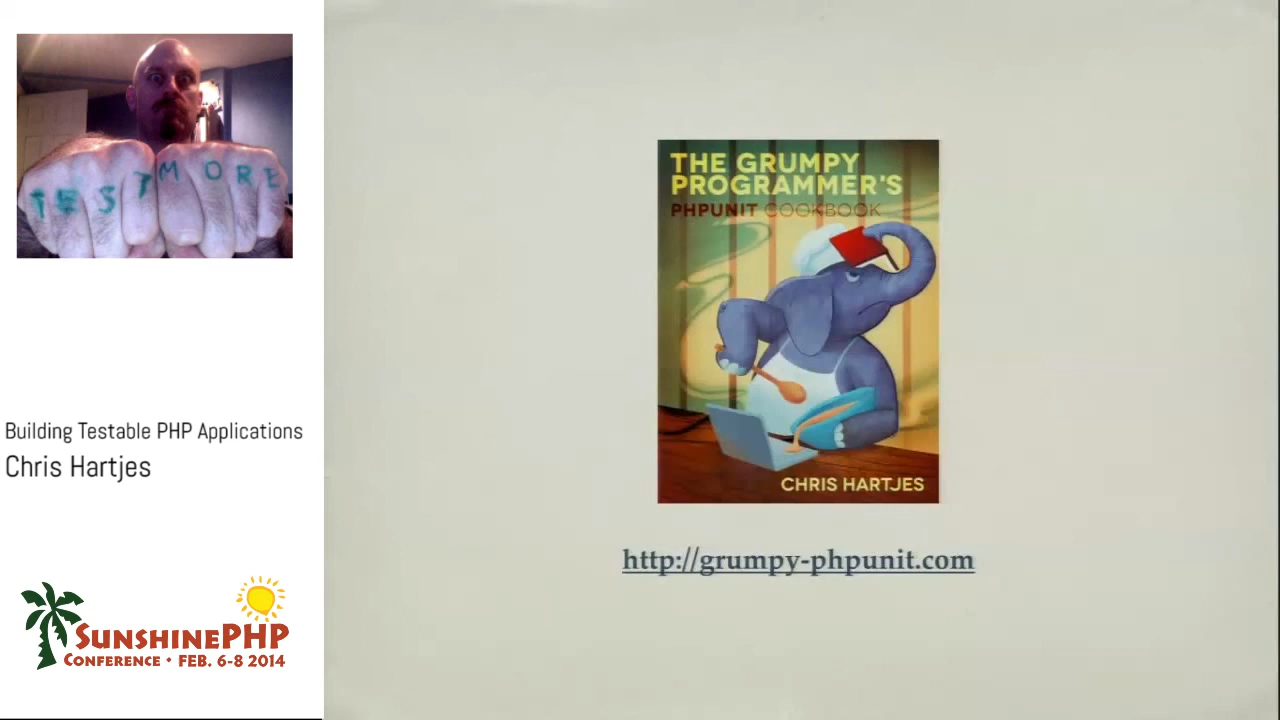 TEST MORE
Building Testable PHP Applications
Chris Hartjes
SUNSHINEPHP
CONFERENCE • FEB. 6-8 2014
THE GRUMPY
PROGRAMMER'S
PHPUNIT COOKBOOK
CHRIS HARTJES
http://grumpy-phpunit.com